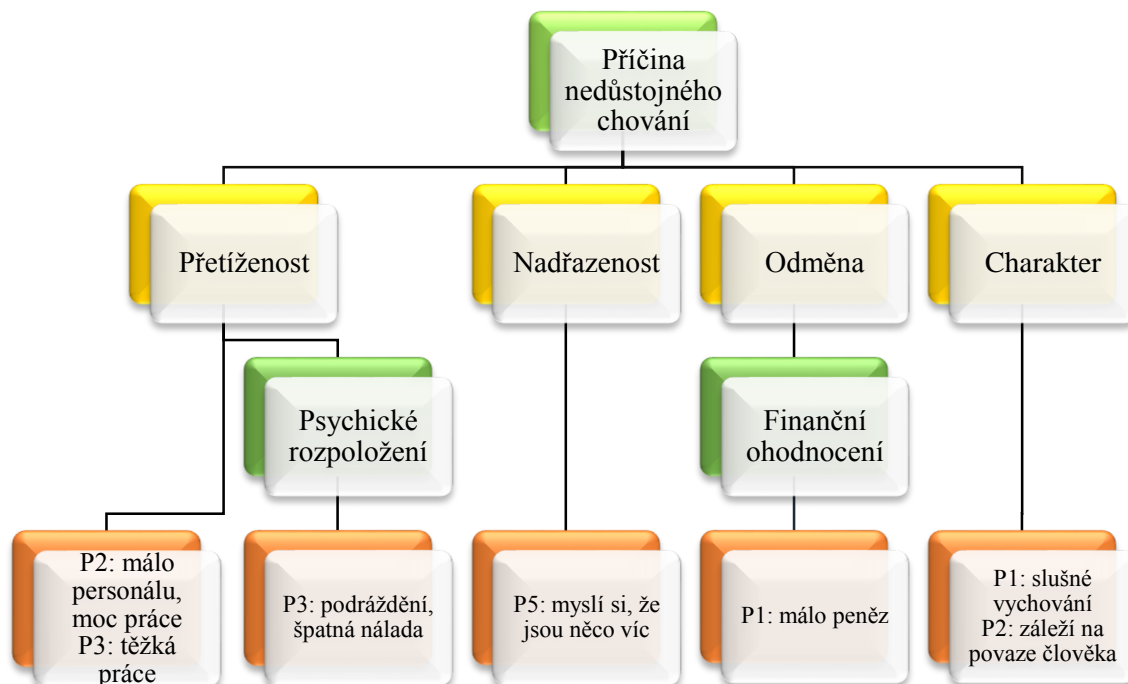 Příčina
nedůstojného
chování
Přetíženost
Nadřazenost
Odměna
Charakter
Psychické
rozpoložení
Finanční
ohodnocení
P2: málo
personálu,
moc práce
P3: těžká
práce
P3: podráždění,
špatná nálada
P5: myslí si, že
jsou něco víc
P1: málo peněz
P1: slušné
vychování
P2: záleží na
povaze člověka